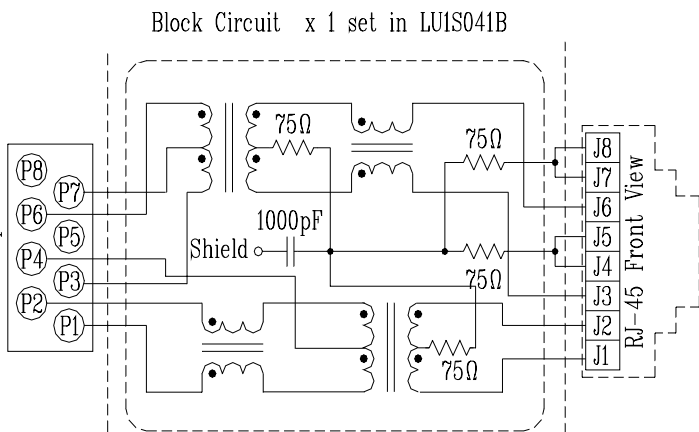 Block Circuit x 1 set in LU1S041B
75Ω
75Ω
P8
P7
P6
P5
P4
P3
P2
P1
1000pF
Shield
75Ω
75Ω
J8
J7
J6
J5
J4
J3
J2
J1
RJ-45 Front View